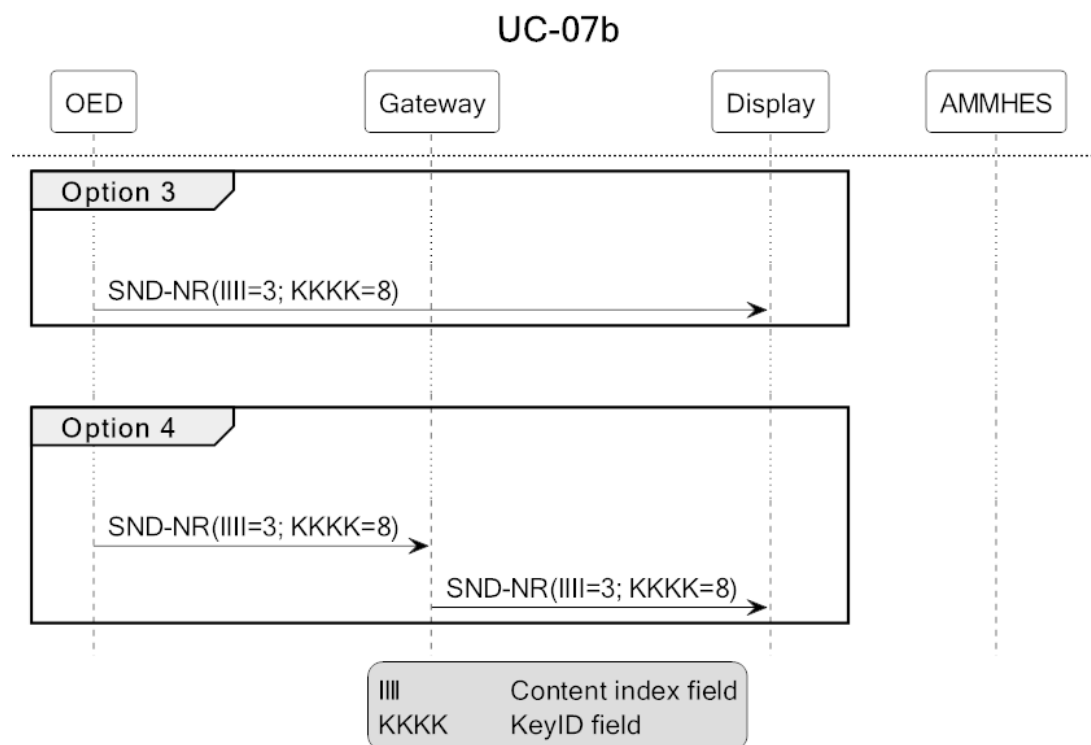 UC-07b
OED Gateway Display AMMHES
Option 3
SND-NR(IIII=3; KKKK=8)
Option 4
SND-NR(IIII=3; KKKK=8)
SND-NR(IIII=3; KKKK=8)
IIII Content index field
KKKK KeyID field